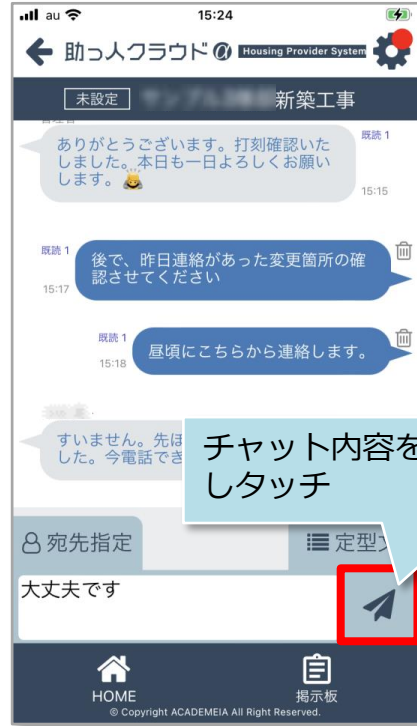 au 15:24
助っ人クラウド α Housing Provider System
未設定 新築工事
ありがとうございます。打刻確認いた
しました。本日も一日よろしくお願い
します。
既読 1
15:15
既読 1
15:17
後で、昨日連絡があった変更箇所の確
認させてください
既読 1
15:18
昼頃にこちらから連絡します。
すいません。先ほ
した。今電話でき
チャット内容を
しタッチ
宛先指定 定型文
大丈夫です
HOME 掲示板
© Copyright ACADEMEIA All Right Reserved.